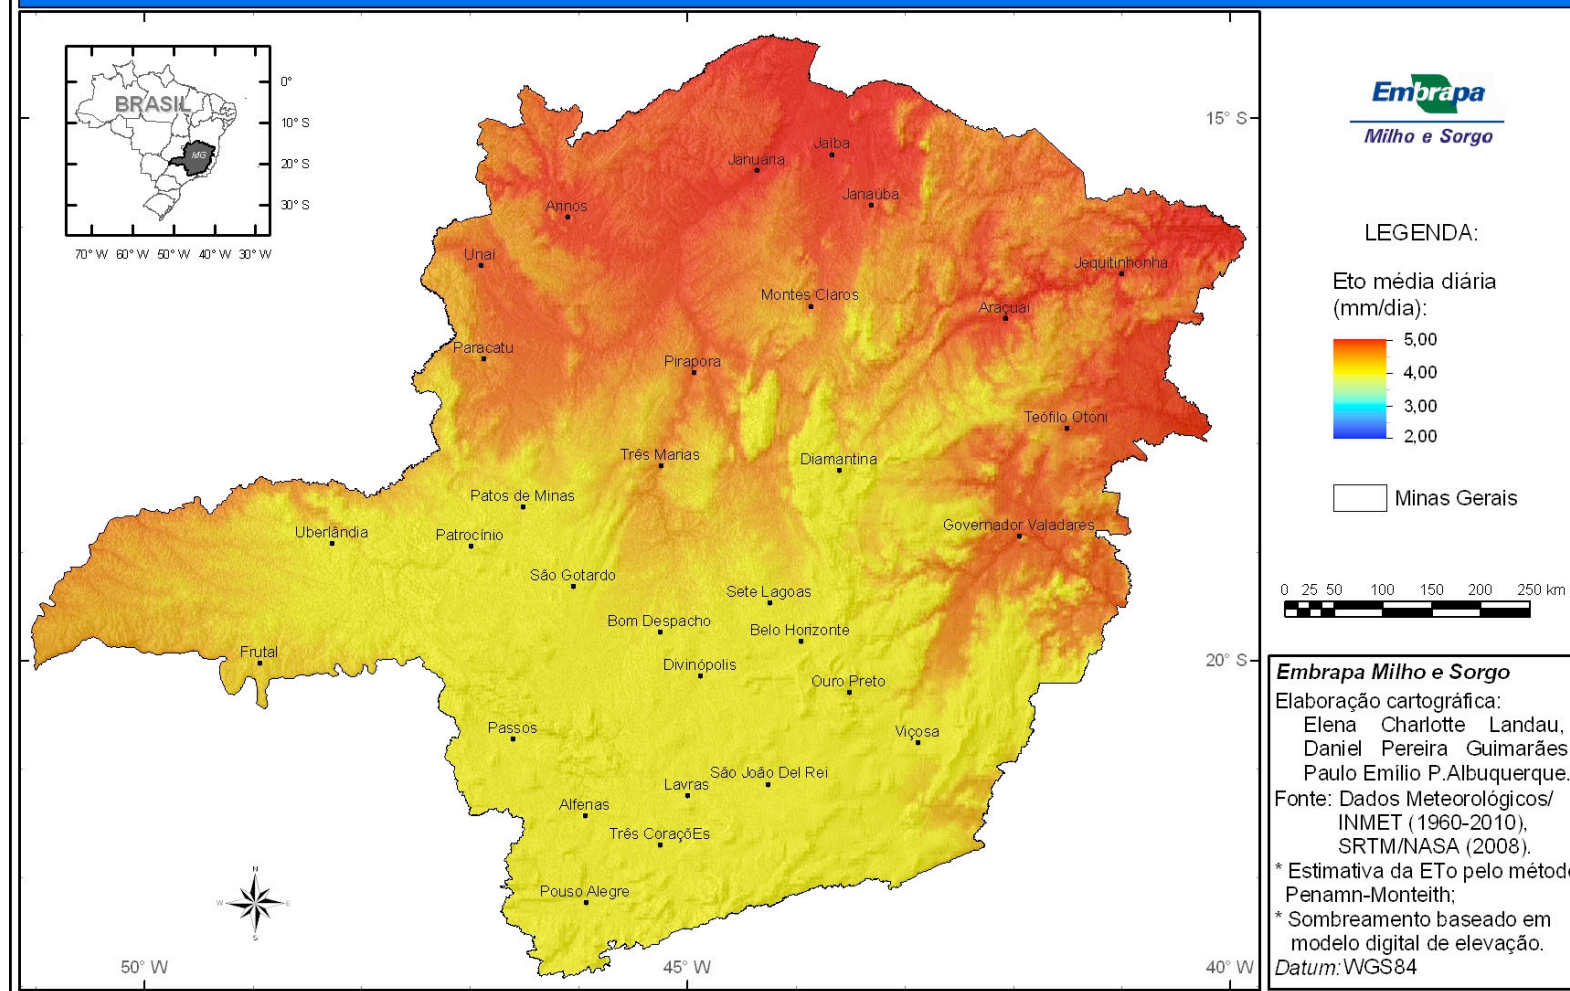 BRASIL
MG
0°
10° S
20° S
30° S
70° W 60° W 50° W 40° W 30° W
15° S
20° S
50° W
45° W
40° W
Jaíba
Januária
Janaúba
Arinos
Unaí
Jequitinhonha
Montes Claros
Araçuaí
Paracatu
Pirapora
Teófilo Otoni
Três Marias
Diamantina
Patos de Minas
Uberlândia
Patrocínio
Governador Valadares
São Gotardo
Sete Lagoas
Bom Despacho
Belo Horizonte
Frutal
Divinópolis
Ouro Preto
Passos
Viçosa
São João Del Rei
Lavras
Alfenas
Três CoraçõEs
Pouso Alegre
N
W
E
S
Embrapa
Milho e Sorgo
LEGENDA:
Eto média diária
(mm/dia):
5,00
4,00
3,00
2,00
Minas Gerais
0 25 50 100 150 200 250 km
Embrapa Milho e Sorgo
Elaboração cartográfica:
Elena Charlotte Landau,
Daniel Pereira Guimarães
Paulo Emílio P.Albuquerque.
Fonte: Dados Meteorológicos/
INMET (1960-2010),
SRTM/NASA (2008).
* Estimativa da ETo pelo método
Penamn-Monteith;
* Sombreamento baseado em
modelo digital de elevação.
Datum:WGS84